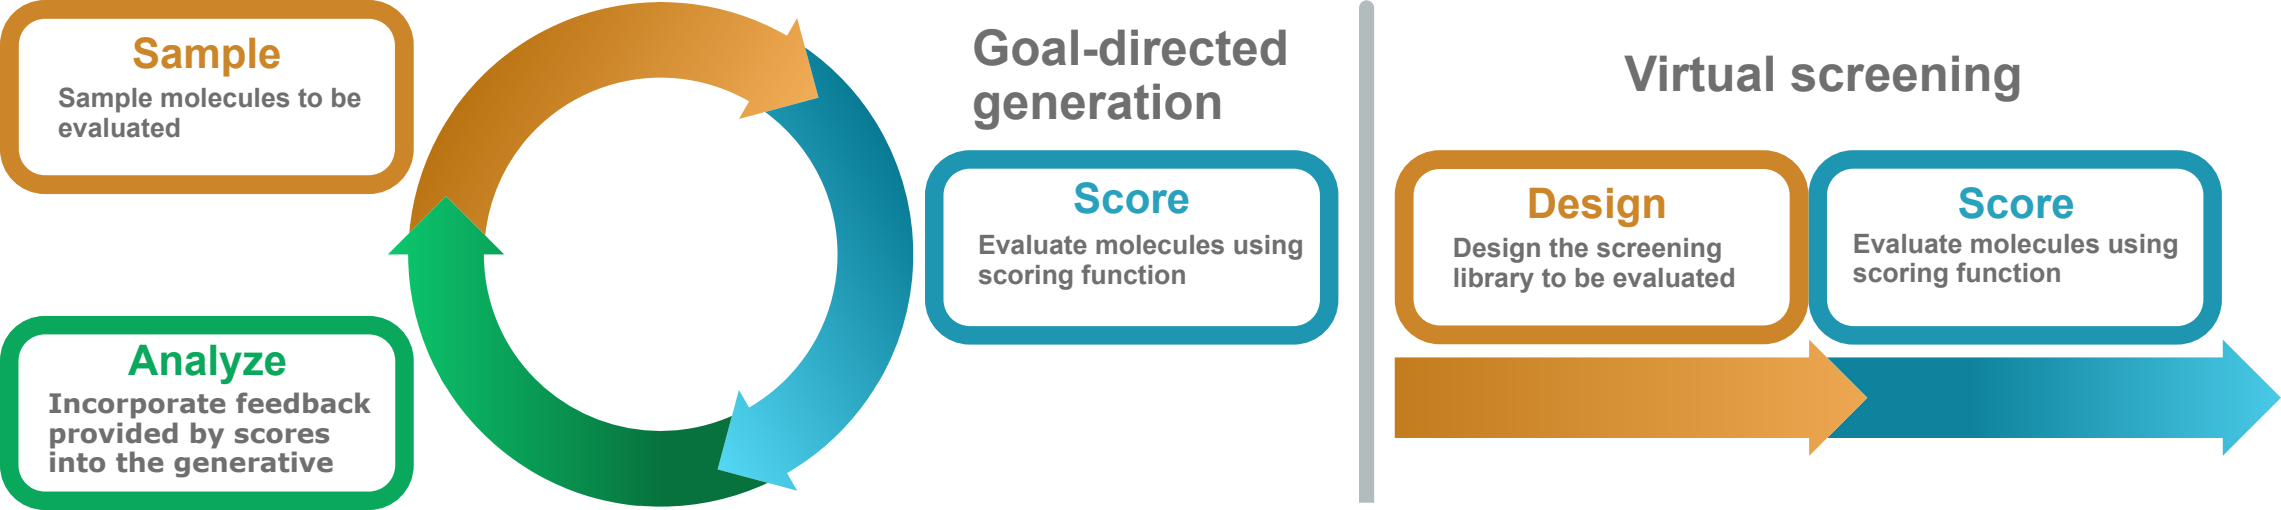 Sample
Sample molecules to be
evaluated
Analyze
Incorporate feedback
provided by scores
into the generative
Goal-directed
generation
Score
Evaluate molecules using
scoring function
Virtual screening
Design
Design the screening
library to be evaluated
Score
Evaluate molecules using
scoring function